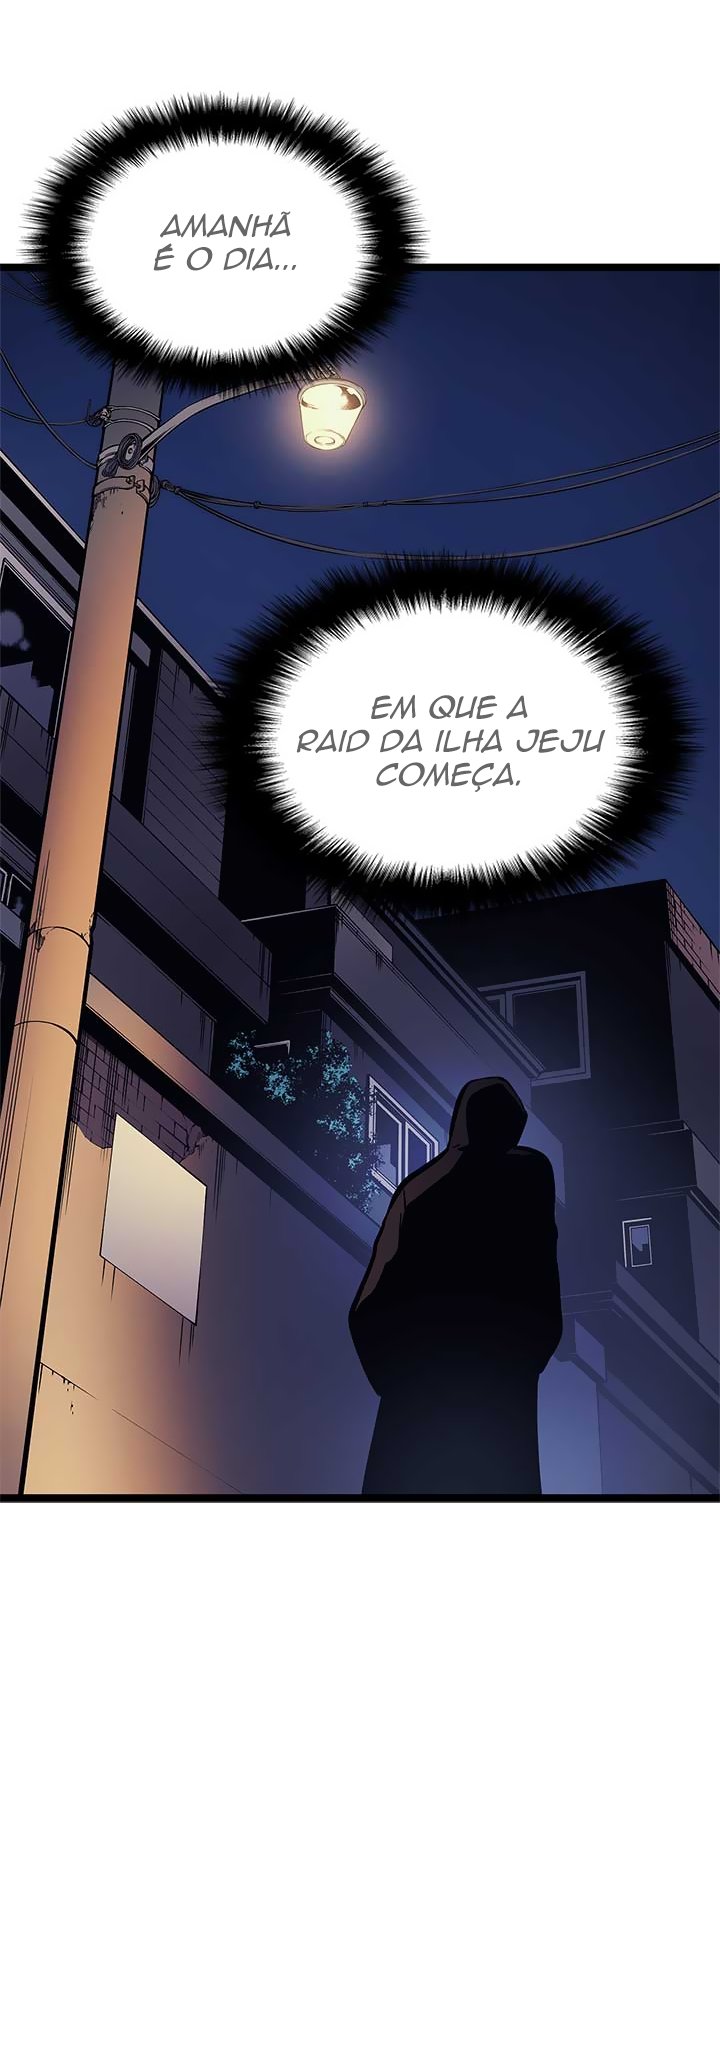 AMANHÃ
É O DIA...
EM QUE A
RAID DA ILHA JEJU
COMEÇA.